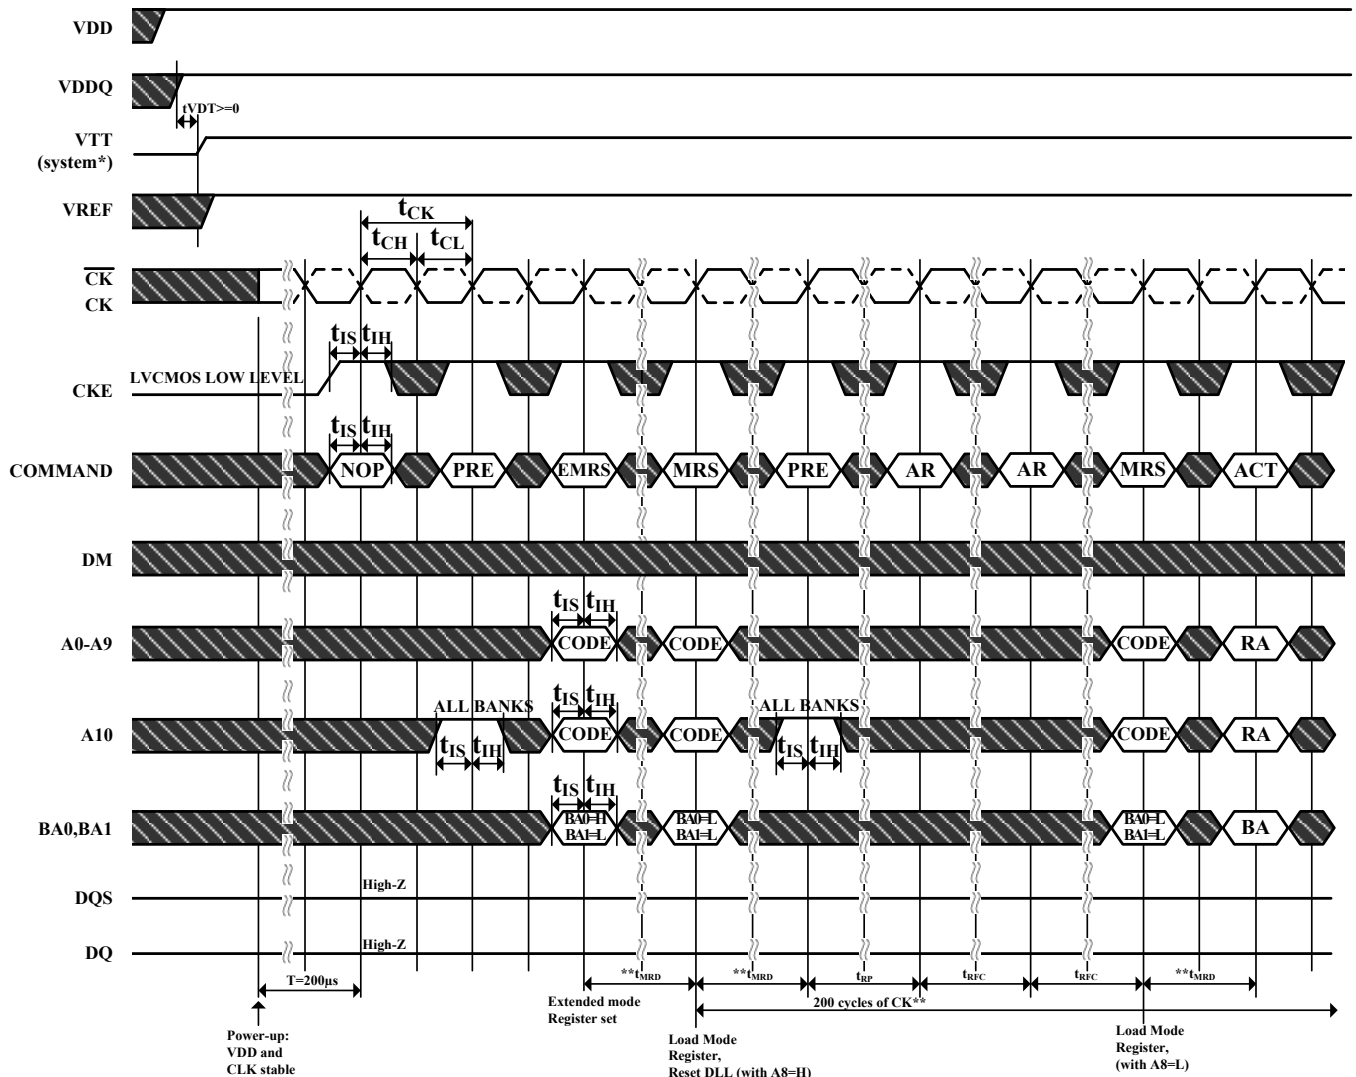 VDD
VDDQ
tVDT>=0
VTT
(system*)
VREF
tCK
tCH tCL
CK
CK
tIS tIH
LVCMOS LOW LEVEL
CKE
tIS tIH
COMMAND NOP PRE EMRS MRS PRE AR AR MRS ACT
DM
tIS tIH
A0-A9 CODE CODE CODE RA
ALL BANKS tIS tIH ALL BANKS
A10 CODE CODE CODE RA
tIS tIH tIS tIH
tIS tIH
BA0,BA1 BA0=H BA0=L BA0=L BA
BA1=L BA1=L BA1=L
High-Z
DQS
High-Z
DQ
T=200µs **tMRD **tMRD tRP tRFC tRFC **tMRD
200 cycles of CK**
Extended mode
Register set
Power-up:
VDD and
CLK stable
Load Mode
Register,
Reset DLL (with A8=H)
Load Mode
Register,
(with A8=L)